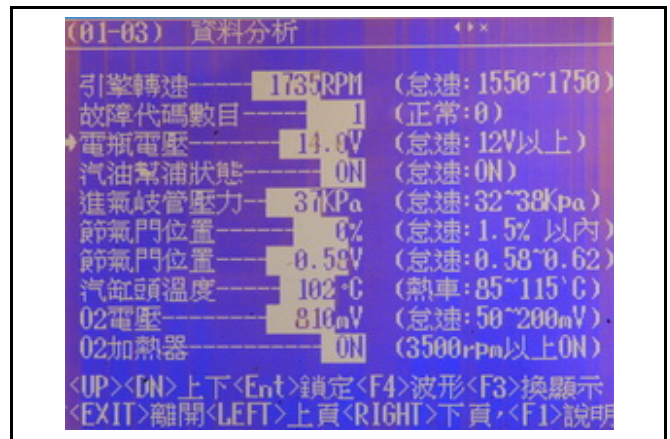 (01-03) 資料分析
引擎轉速------1735RPM (怠速:1550~1750)
故障代碼數目------1 (正常:0)
電瓶電壓------14.0V (怠速:12V以上)
汽油幫浦狀態------ON (怠速:ON)
進氣歧管壓力--37KPa (怠速:32~38Kpa)
節氣門位置------0% (怠速:1.5% 以內)
節氣門位置----0.59V (怠速:0.58~0.62)
汽缸頭溫度-----102°C (熱車:85~115`C)
O2電壓-------810mV (怠速:50~200mV)
O2加熱器--------ON (3500rpm以上ON)
<UP><DN>上下<Ent>鎖定<F4>波形<F3>換顯示
<EXIT>離開<LEFT>上頁<RIGHT>下頁,<F1>說明